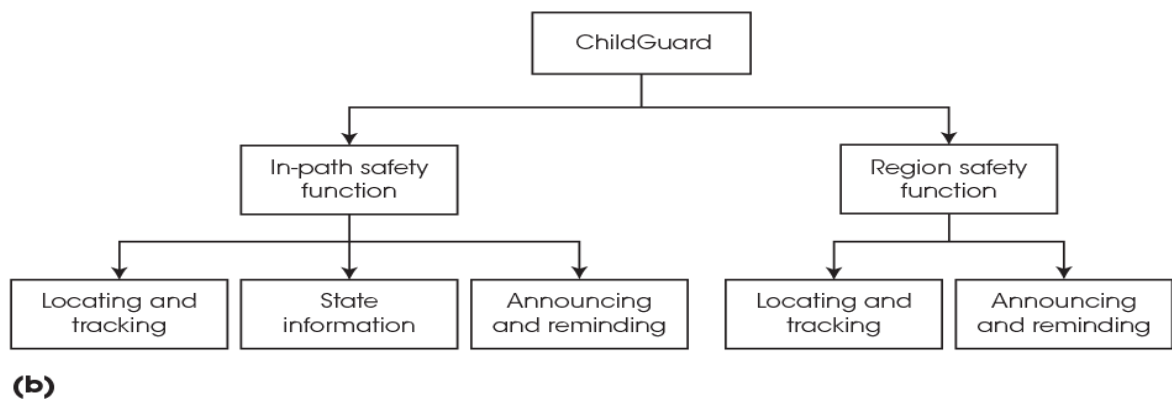 ChildGuard
In-path safety
function
Region safety
function
Locating and
tracking
State
information
Announcing
and reminding
Locating and
tracking
Announcing
and reminding
(b)